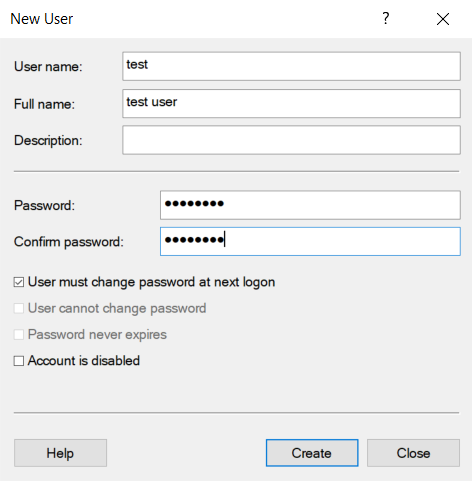 New User
?
User name: test
Full name: test user
Description:
Password: ●●●●●●●●
Confirm password: ●●●●●●●●
User must change password at next logon
User cannot change password
Password never expires
Account is disabled
Help Create Close